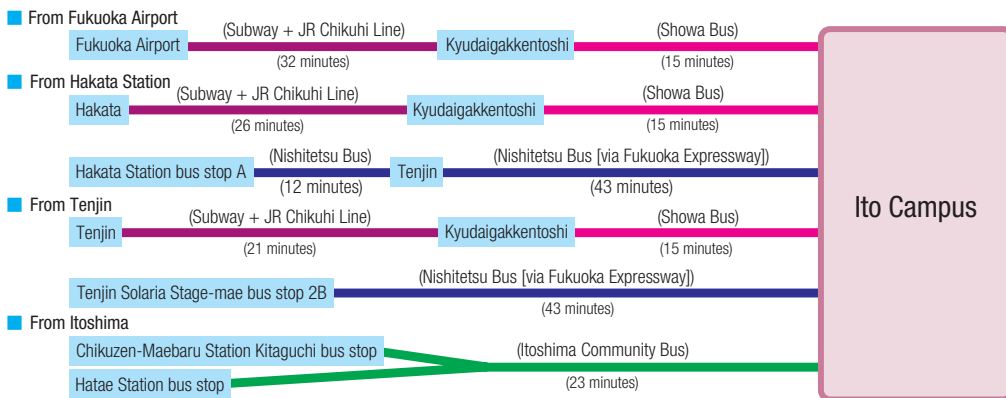 From Fukuoka Airport
Fukuoka Airport (Subway + JR Chikuhi Line) Kyudaigakkentoshi (Showa Bus)
(32 minutes) (15 minutes)
From Hakata Station
Hakata (Subway + JR Chikuhi Line) Kyudaigakkentoshi (Showa Bus)
(26 minutes) (15 minutes)
Hakata Station bus stop A (Nishitetsu Bus) Tenjin (Nishitetsu Bus [via Fukuoka Expressway])
(12 minutes) (43 minutes)
Ito Campus
From Tenjin
Tenjin (Subway + JR Chikuhi Line) Kyudaigakkentoshi (Showa Bus)
(21 minutes) (15 minutes)
Tenjin Solaria Stage-mae bus stop 2B (Nishitetsu Bus [via Fukuoka Expressway])
(43 minutes)
From Itoshima
Chikuzen-Maebaru Station Kitaguchi bus stop (Itoshima Community Bus)
Hatae Station bus stop (23 minutes)